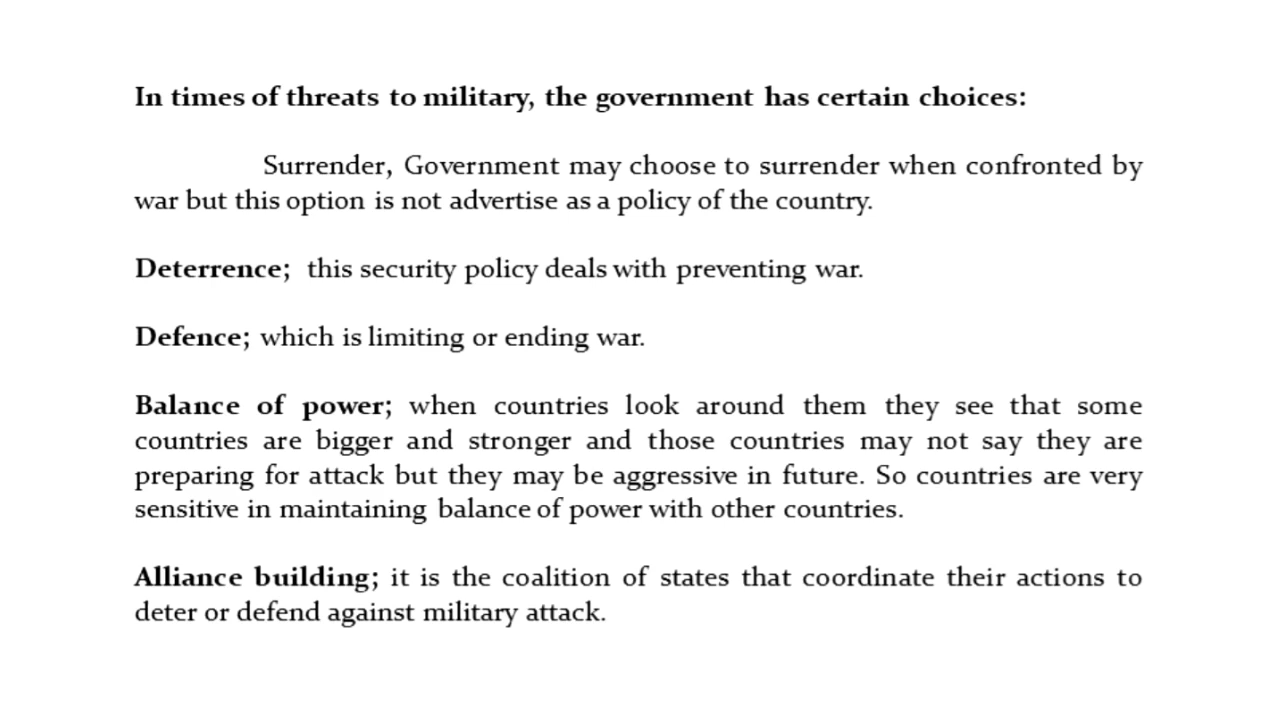 In times of threats to military, the government has certain choices:
Surrender, Government may choose to surrender when confronted by
war but this option is not advertise as a policy of the country.
Deterrence; this security policy deals with preventing war.
Defence; which is limiting or ending war.
Balance of power; when countries look around them they see that some
countries are bigger and stronger and those countries may not say they are
preparing for attack but they may be aggressive in future. So countries are very
sensitive in maintaining balance of power with other countries.
Alliance building; it is the coalition of states that coordinate their actions to
deter or defend against military attack.